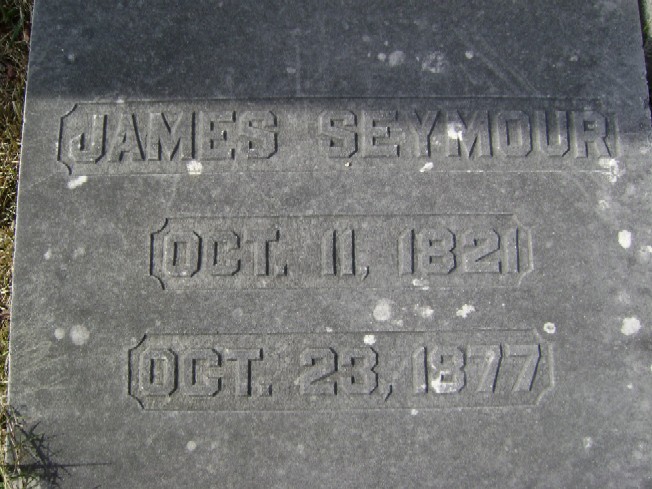 JAMES SEYMOUR
OCT. 11, 1821
OCT. 23, 1877